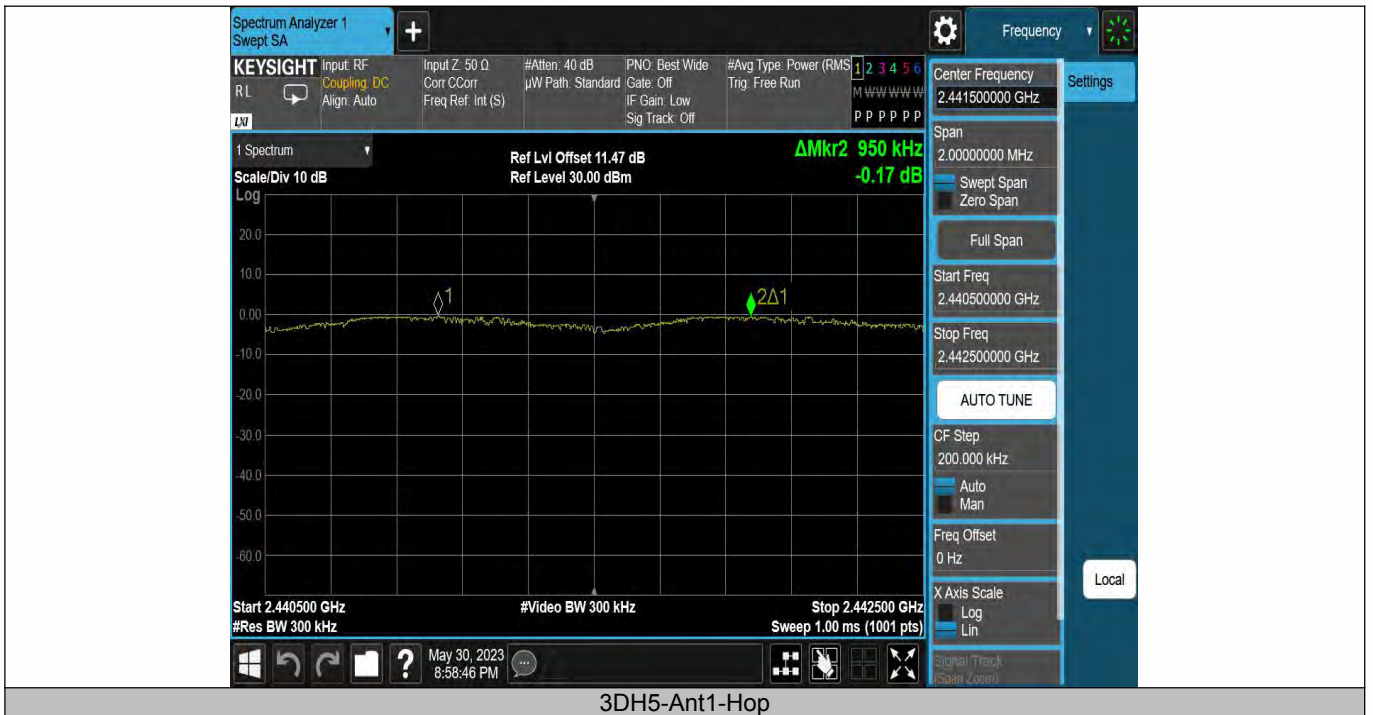 Spectrum Analyzer 1
Swept SA
Frequency
KEYSIGHT
RL
LXI
Input: RF
Coupling: DC
Align: Auto
Input Z: 50 Ω
Corr CCorr
Freq Ref: Int (S)
#Atten: 40 dB
µW Path: Standard
PNO: Best Wide
Gate: Off
IF Gain: Low
Sig Track: Off
#Avg Type: Power (RMS
Trig: Free Run
1 2 3 4 5 6
M W W W W W
P P P P P P
1 Spectrum
Scale/Div 10 dB
Log
Ref Lvl Offset 11.47 dB
Ref Level 30.00 dBm
ΔMkr2 950 kHz
-0.17 dB
20.0
10.0
0.00
-10.0
-20.0
-30.0
-40.0
-50.0
-60.0
1
2Δ1
Start 2.440500 GHz
#Res BW 300 kHz
#Video BW 300 kHz
Stop 2.442500 GHz
Sweep 1.00 ms (1001 pts)
Center Frequency
2.441500000 GHz
Settings
Span
2.00000000 MHz
Swept Span
Zero Span
Full Span
Start Freq
2.440500000 GHz
Stop Freq
2.442500000 GHz
AUTO TUNE
CF Step
200.000 kHz
Auto
Man
Freq Offset
0 Hz
X Axis Scale
Log
Lin
Signal Track
(Span Zoom)
Local
?
May 30, 2023
8:58:46 PM
3DH5-Ant1-Hop